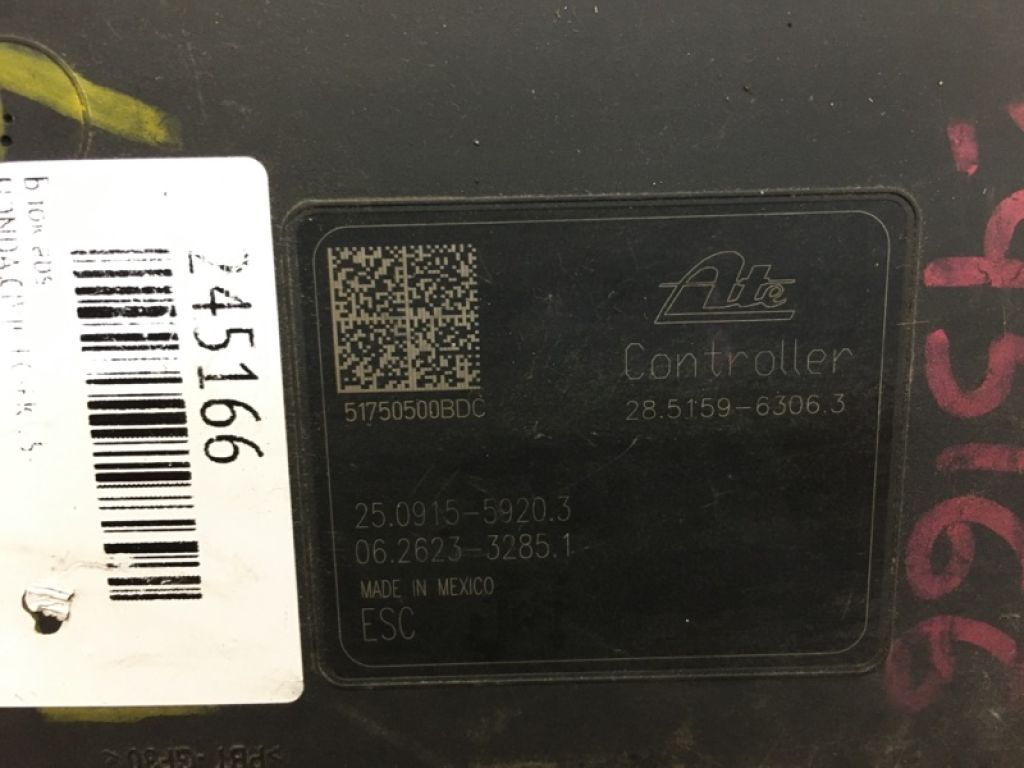 Ate
Controller
51750500BDC
28.5159-6306.3
25.0915-5920.3
06.2623-3285.1
MADE IN MEXICO
ESC
245166
45166